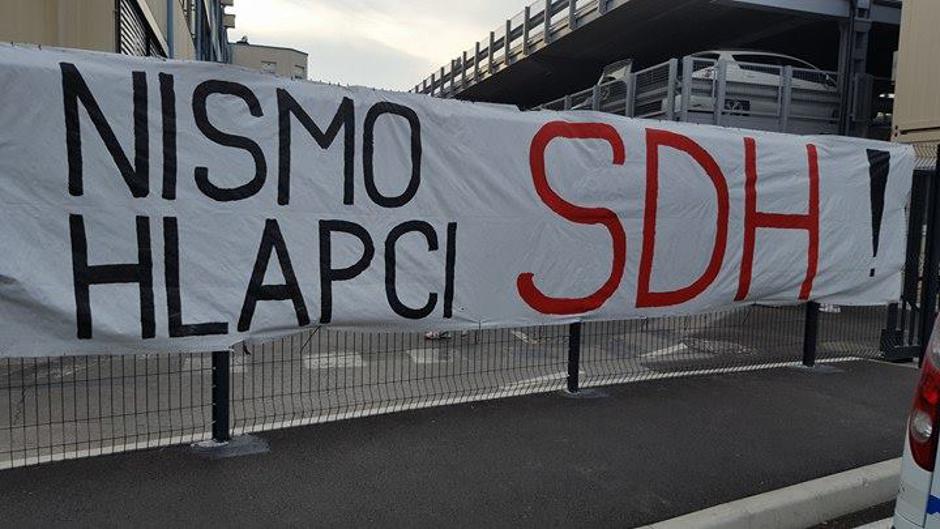 NISMO
HLAPCI SDH!